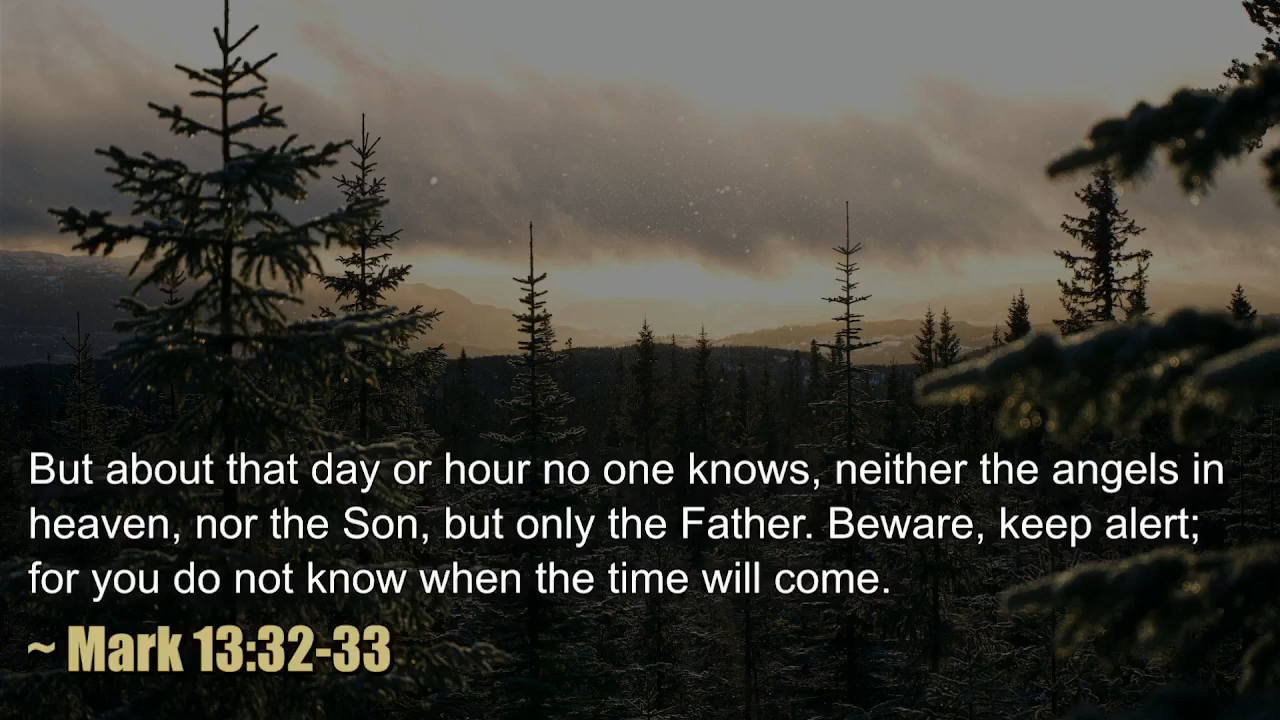 But about that day or hour no one knows, neither the angels in
heaven, nor the Son, but only the Father. Beware, keep alert;
for you do not know when the time will come.
~ Mark 13:32-33